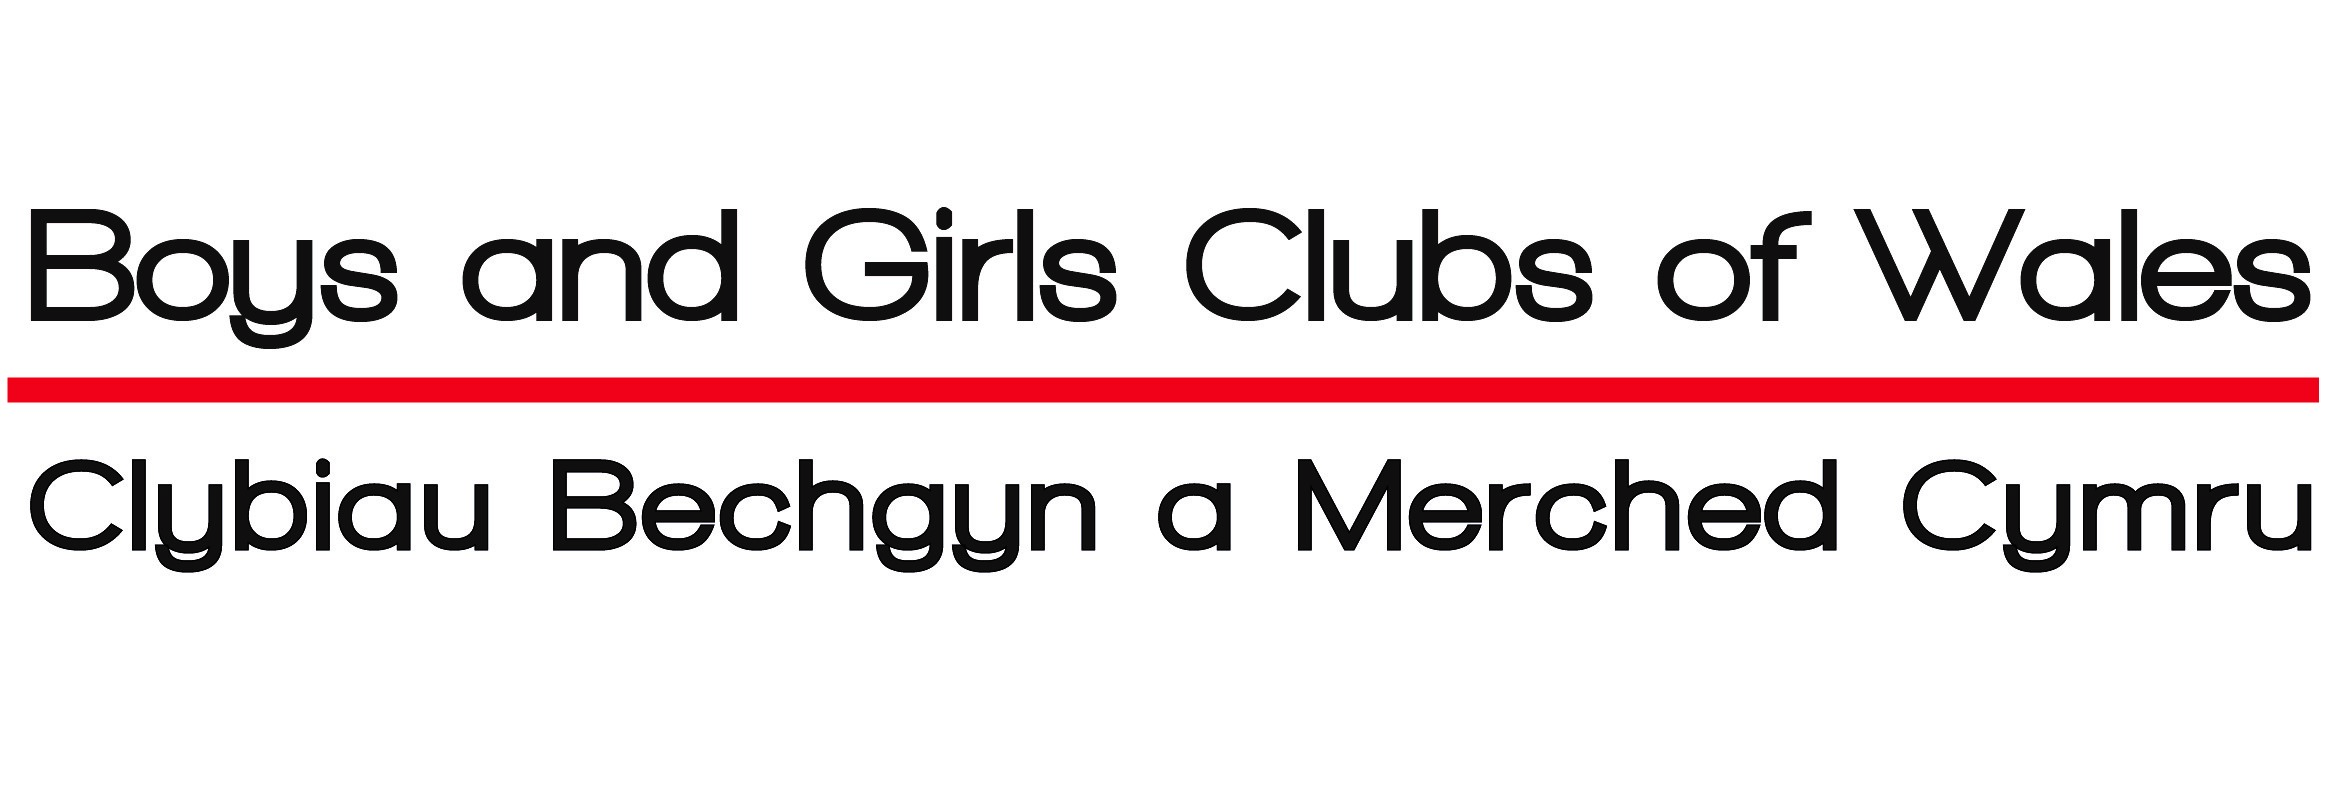 Boys and Girls Clubs of Wales
Clybiau Bechgyn a Merched Cymru